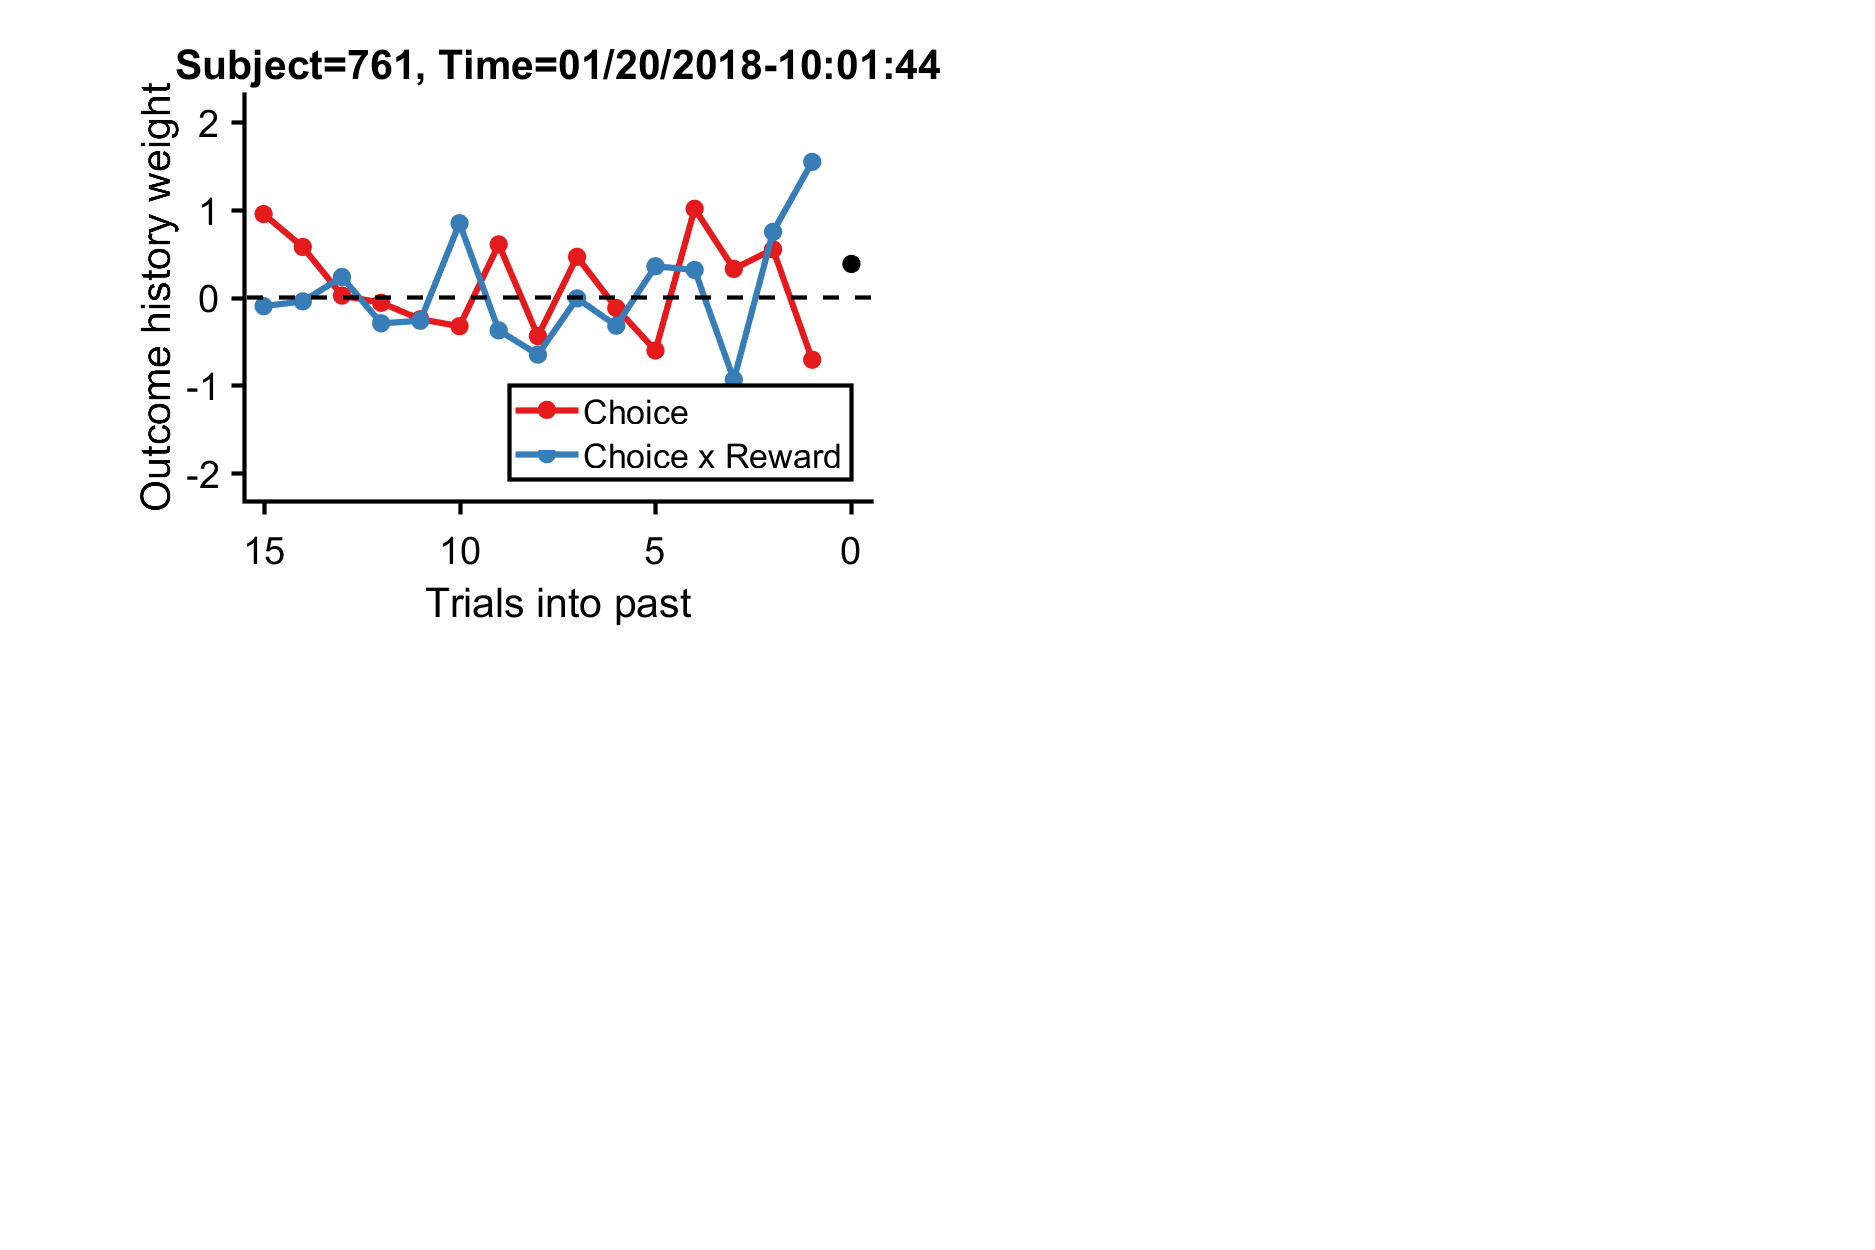 Subject=761, Time=01/20/2018-10:01:44
Outcome history weight
2
1
0
-1
-2
Choice
Choice x Reward
15 10 5 0
Trials into past